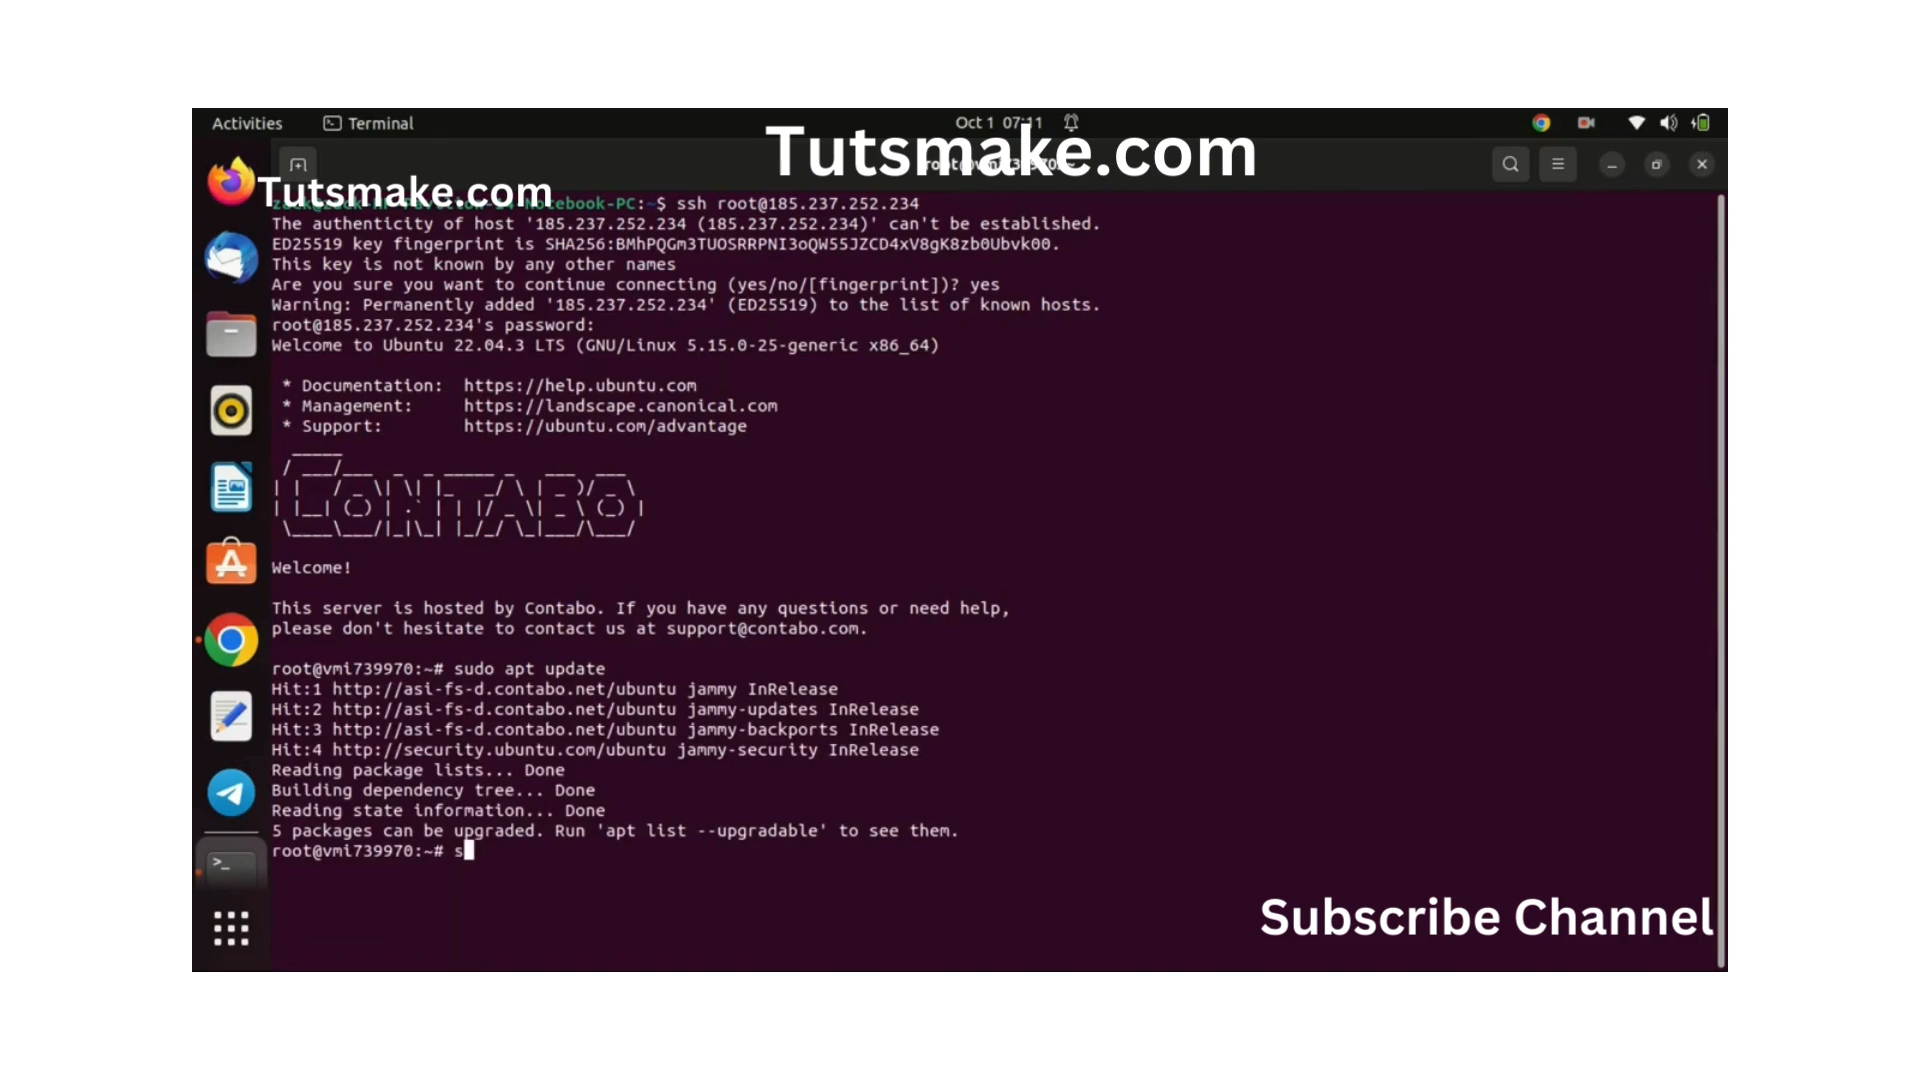 Activities
Terminal
Oct 1 07:11
Tutsmake.com
Tutsmake.com
Notebook-PC:~$ ssh root@185.237.252.234
The authenticity of host '185.237.252.234 (185.237.252.234)' can't be established.
ED25519 key fingerprint is SHA256:BMhPQGm3TUOSRRPNI3oQW55JZCD4xV8gK8zb0Ubvk00.
This key is not known by any other names
Are you sure you want to continue connecting (yes/no/[fingerprint])? yes
Warning: Permanently added '185.237.252.234' (ED25519) to the list of known hosts.
root@185.237.252.234's password:
Welcome to Ubuntu 22.04.3 LTS (GNU/Linux 5.15.0-25-generic x86_64)
* Documentation: https://help.ubuntu.com
* Management: https://landscape.canonical.com
* Support: https://ubuntu.com/advantage
CONTABO
Welcome!
This server is hosted by Contabo. If you have any questions or need help,
please don't hesitate to contact us at support@contabo.com.
root@vmi739970:~# sudo apt update
Hit:1 http://asi-fs-d.contabo.net/ubuntu jammy InRelease
Hit:2 http://asi-fs-d.contabo.net/ubuntu jammy-updates InRelease
Hit:3 http://asi-fs-d.contabo.net/ubuntu jammy-backports InRelease
Hit:4 http://security.ubuntu.com/ubuntu jammy-security InRelease
Reading package lists... Done
Building dependency tree... Done
Reading state information... Done
5 packages can be upgraded. Run 'apt list --upgradable' to see them.
root@vmi739970:~# s
Subscribe Channel